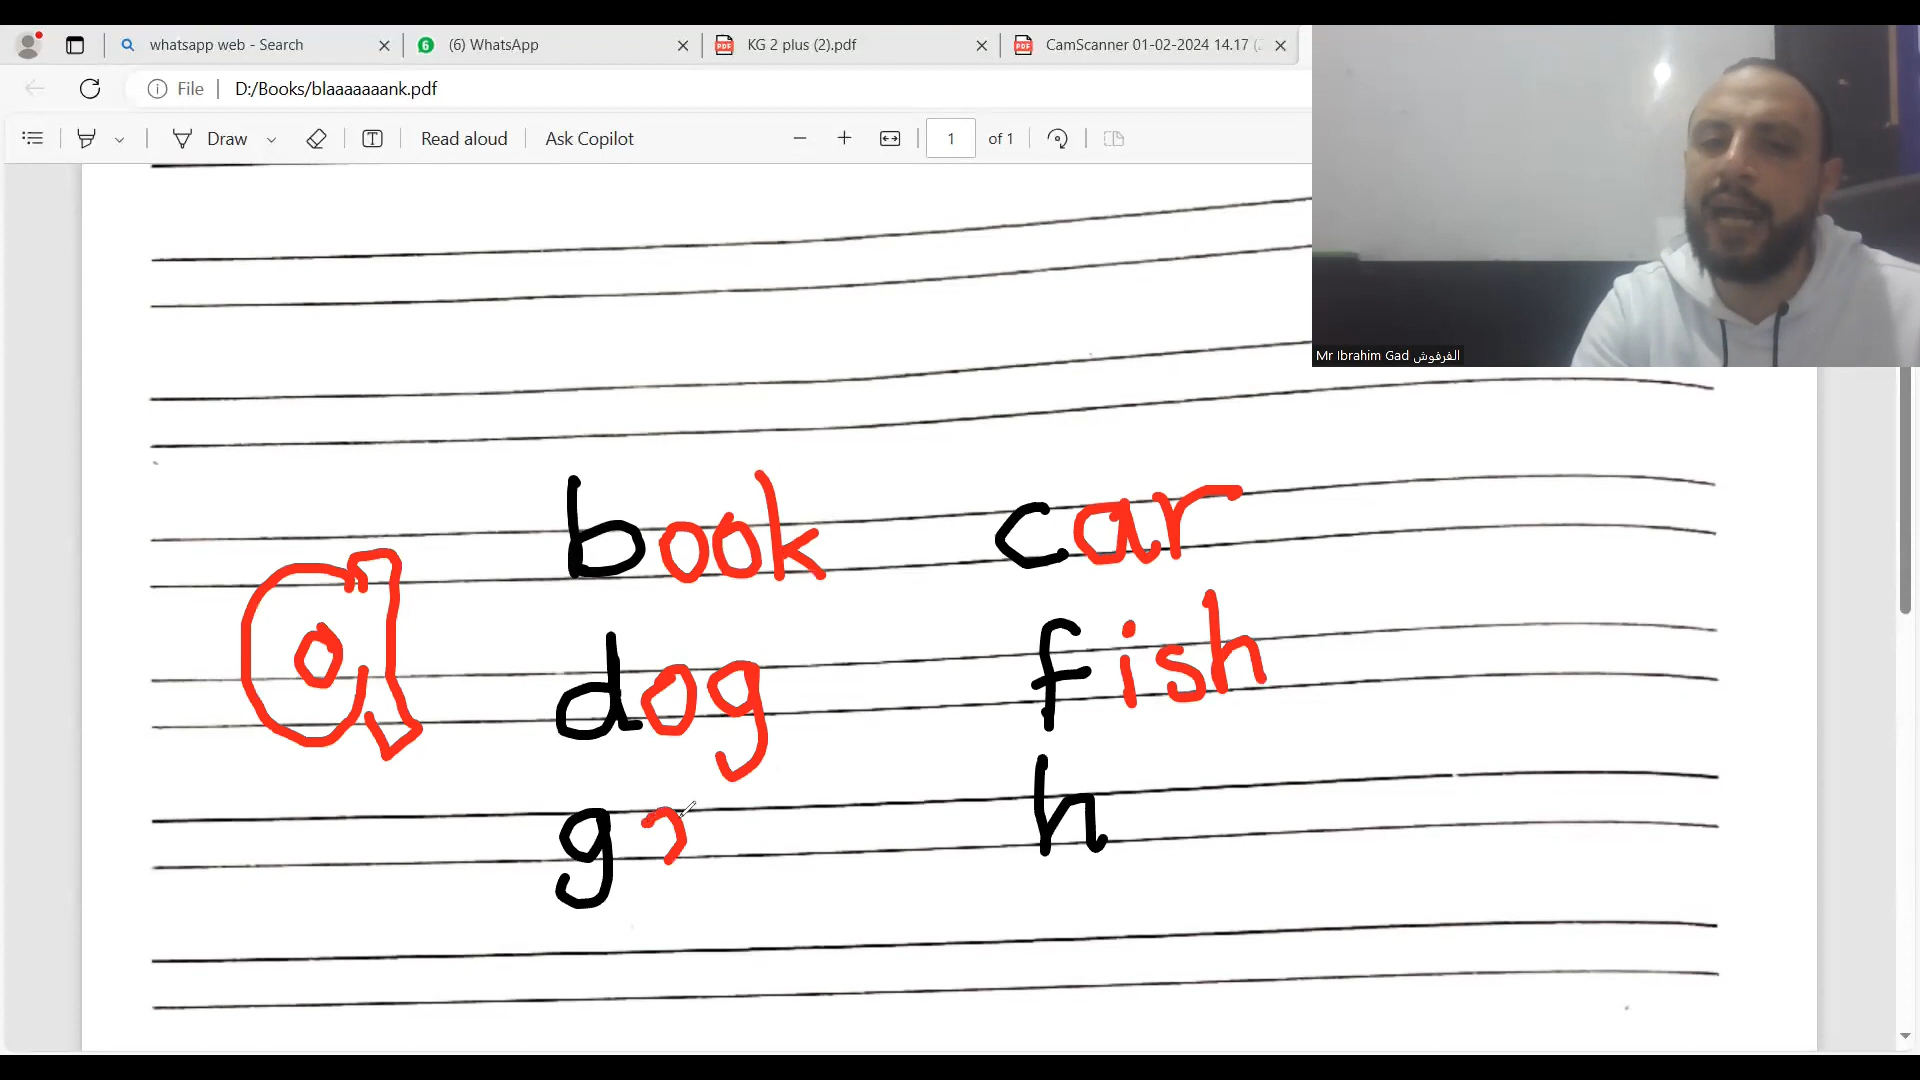 whatsapp web - Search
(6) WhatsApp
KG 2 plus (2).pdf
CamScanner 01-02-2024 14.17 (
File
D:/Books/blaaaaaaank.pdf
Draw
Read aloud
Ask Copilot
1 of 1
Mr Ibrahim Gad الفرفوش
book car
a
dog fish
g h